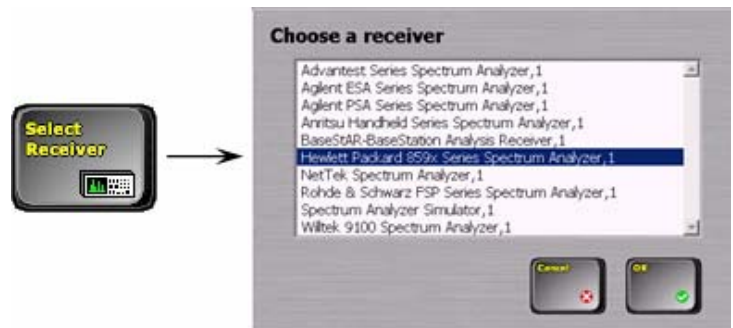 Select
Receiver
Choose a receiver
Advantest Series Spectrum Analyzer,1
Agilent ESA Series Spectrum Analyzer,1
Agilent PSA Series Spectrum Analyzer,1
Anritsu Handheld Series Spectrum Analyzer,1
BaseStAR-BaseStation Analysis Receiver,1
Hewlett Packard 859x Series Spectrum Analyzer,1
NetTek Spectrum Analyzer,1
Rohde & Schwarz FSP Series Spectrum Analyzer,1
Spectrum Analyzer Simulator,1
Willtek 9100 Spectrum Analyzer,1
Cancel
OK